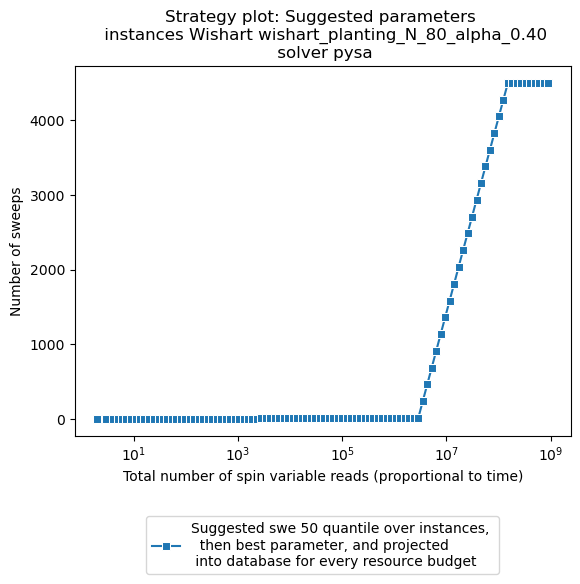 Strategy plot: Suggested parameters
instances Wishart wishart_planting_N_80_alpha_0.40
solver pysa
4000
3000
2000
1000
0
Number of sweeps
10^1 10^3 10^5 10^7 10^9
Total number of spin variable reads (proportional to time)
Suggested swe 50 quantile over instances,
then best parameter, and projected
into database for every resource budget